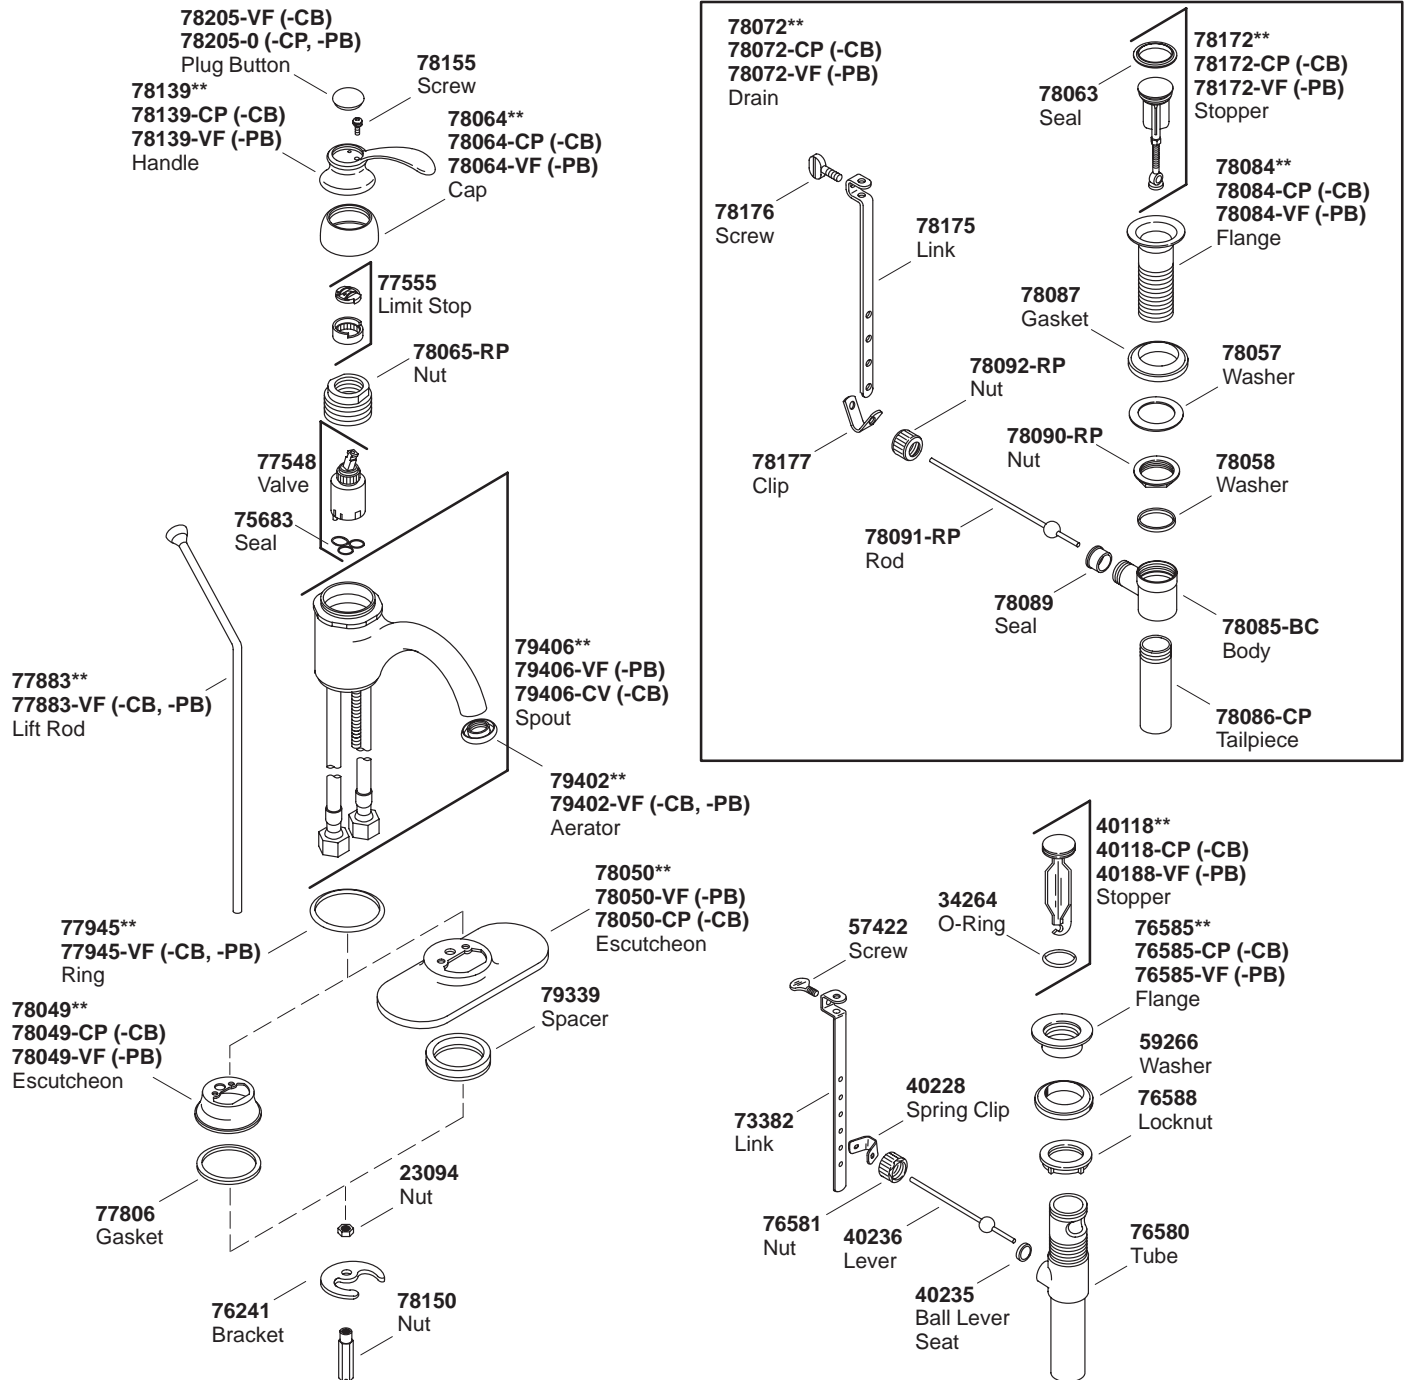 78205-VF (-CB)
78205-0 (-CP, -PB)
Plug Button
78155
Screw
78139**
78139-CP (-CB)
78139-VF (-PB)
Handle
78064**
78064-CP (-CB)
78064-VF (-PB)
Cap
77555
Limit Stop
78065-RP
Nut
77548
Valve
75683
Seal
79406**
79406-VF (-PB)
79406-CV (-CB)
Spout
77883**
77883-VF (-CB, -PB)
Lift Rod
79402**
79402-VF (-CB, -PB)
Aerator
78050**
78050-VF (-PB)
78050-CP (-CB)
Escutcheon
77945**
77945-VF (-CB, -PB)
Ring
78049**
78049-CP (-CB)
78049-VF (-PB)
Escutcheon
79339
Spacer
77806
Gasket
23094
Nut
76241
Bracket
78150
Nut
78072**
78072-CP (-CB)
78072-VF (-PB)
Drain
78063
Seal
78172**
78172-CP (-CB)
78172-VF (-PB)
Stopper
78176
Screw
78175
Link
78084**
78084-CP (-CB)
78084-VF (-PB)
Flange
78087
Gasket
78057
Washer
78092-RP
Nut
78090-RP
Nut
78058
Washer
78177
Clip
78091-RP
Rod
78089
Seal
78085-BC
Body
78086-CP
Tailpiece
40118**
40118-CP (-CB)
40188-VF (-PB)
Stopper
34264
O-Ring
57422
Screw
76585**
76585-CP (-CB)
76585-VF (-PB)
Flange
59266
Washer
76588
Locknut
40228
Spring Clip
73382
Link
76581
Nut
40236
Lever
40235
Ball Lever
Seat
76580
Tube